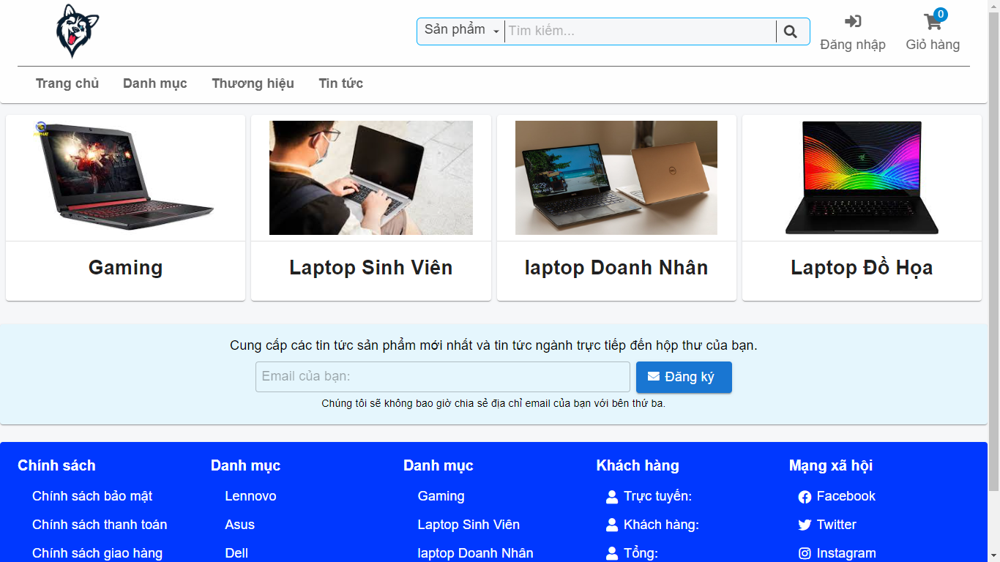 Sản phẩm
Tìm kiếm...
Đăng nhập
0
Giỏ hàng
Trang chủ
Danh mục
Thương hiệu
Tin tức
Gaming
12:29
DELL
Laptop Sinh Viên
laptop Doanh Nhân
Laptop Đồ Họa
Cung cấp các tin tức sản phẩm mới nhất và tin tức ngành trực tiếp đến hộp thư của bạn.
Email của bạn:
Đăng ký
Chúng tôi sẽ không bao giờ chia sẻ địa chỉ email của bạn với bên thứ ba.
Chính sách
Chính sách bảo mật
Chính sách thanh toán
Chính sách giao hàng
Danh mục
Lennovo
Asus
Dell
Danh mục
Gaming
Laptop Sinh Viên
laptop Doanh Nhân
Khách hàng
Trực tuyến:
Khách hàng:
Tổng:
Mạng xã hội
Facebook
Twitter
Instagram